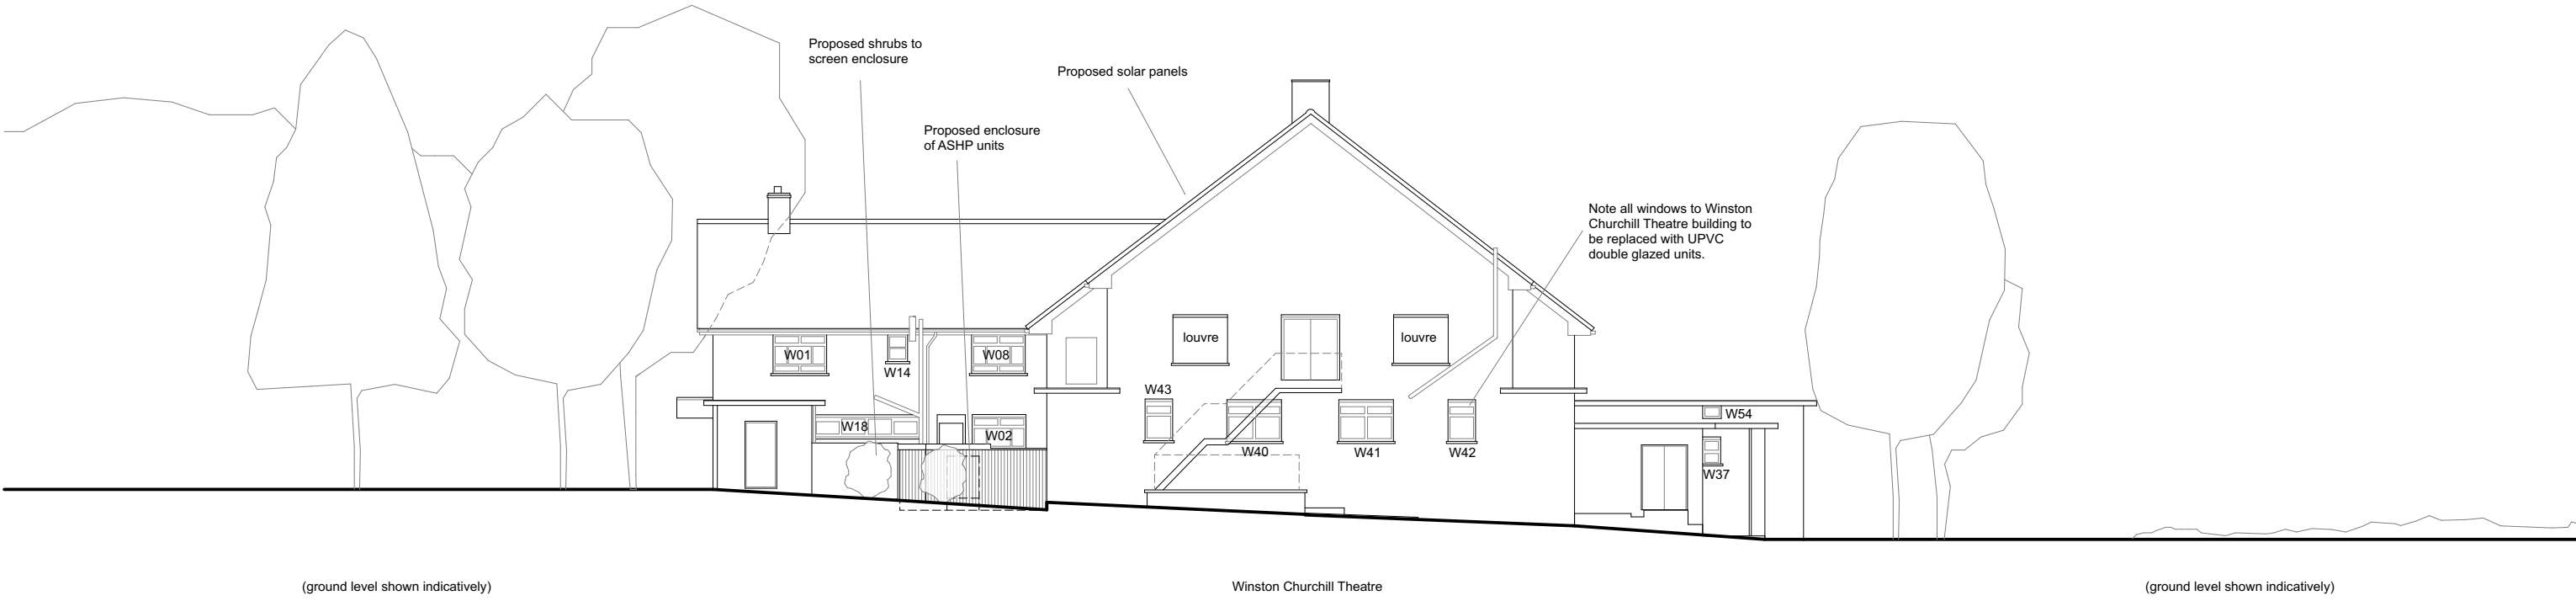 Proposed shrubs to
screen enclosure
Proposed solar panels
Proposed enclosure
of ASHP units
Note all windows to Winston
Churchill Theatre building to
be replaced with UPVC
double glazed units.
louvre
louvre
W01
W14
W08
W43
W18
W02
W40
W41
W42
W54
W37
(ground level shown indicatively)
Winston Churchill Theatre
(ground level shown indicatively)